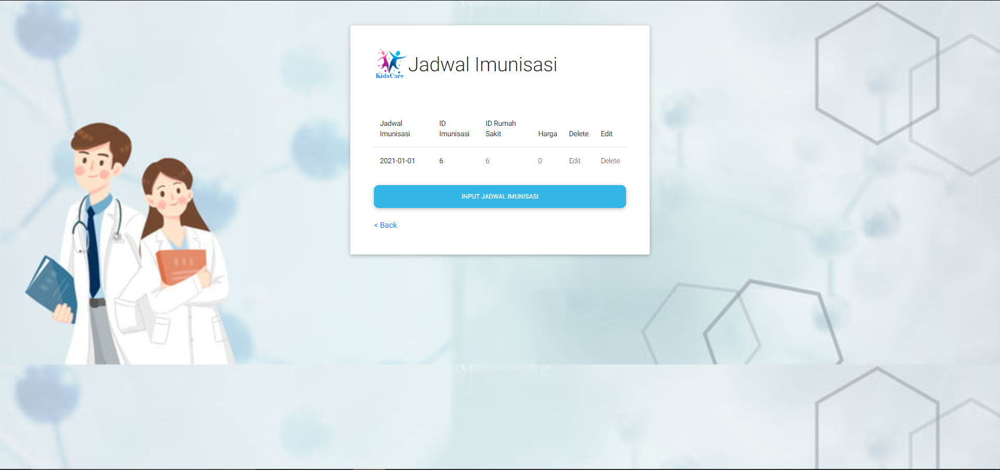 KidsCare
Jadwal Imunisasi
Jadwal Imunisasi ID Imunisasi ID Rumah Sakit Harga Delete Edit
2021-01-01 6 6 0 Edit Delete
INPUT JADWAL IMUNISASI
< Back